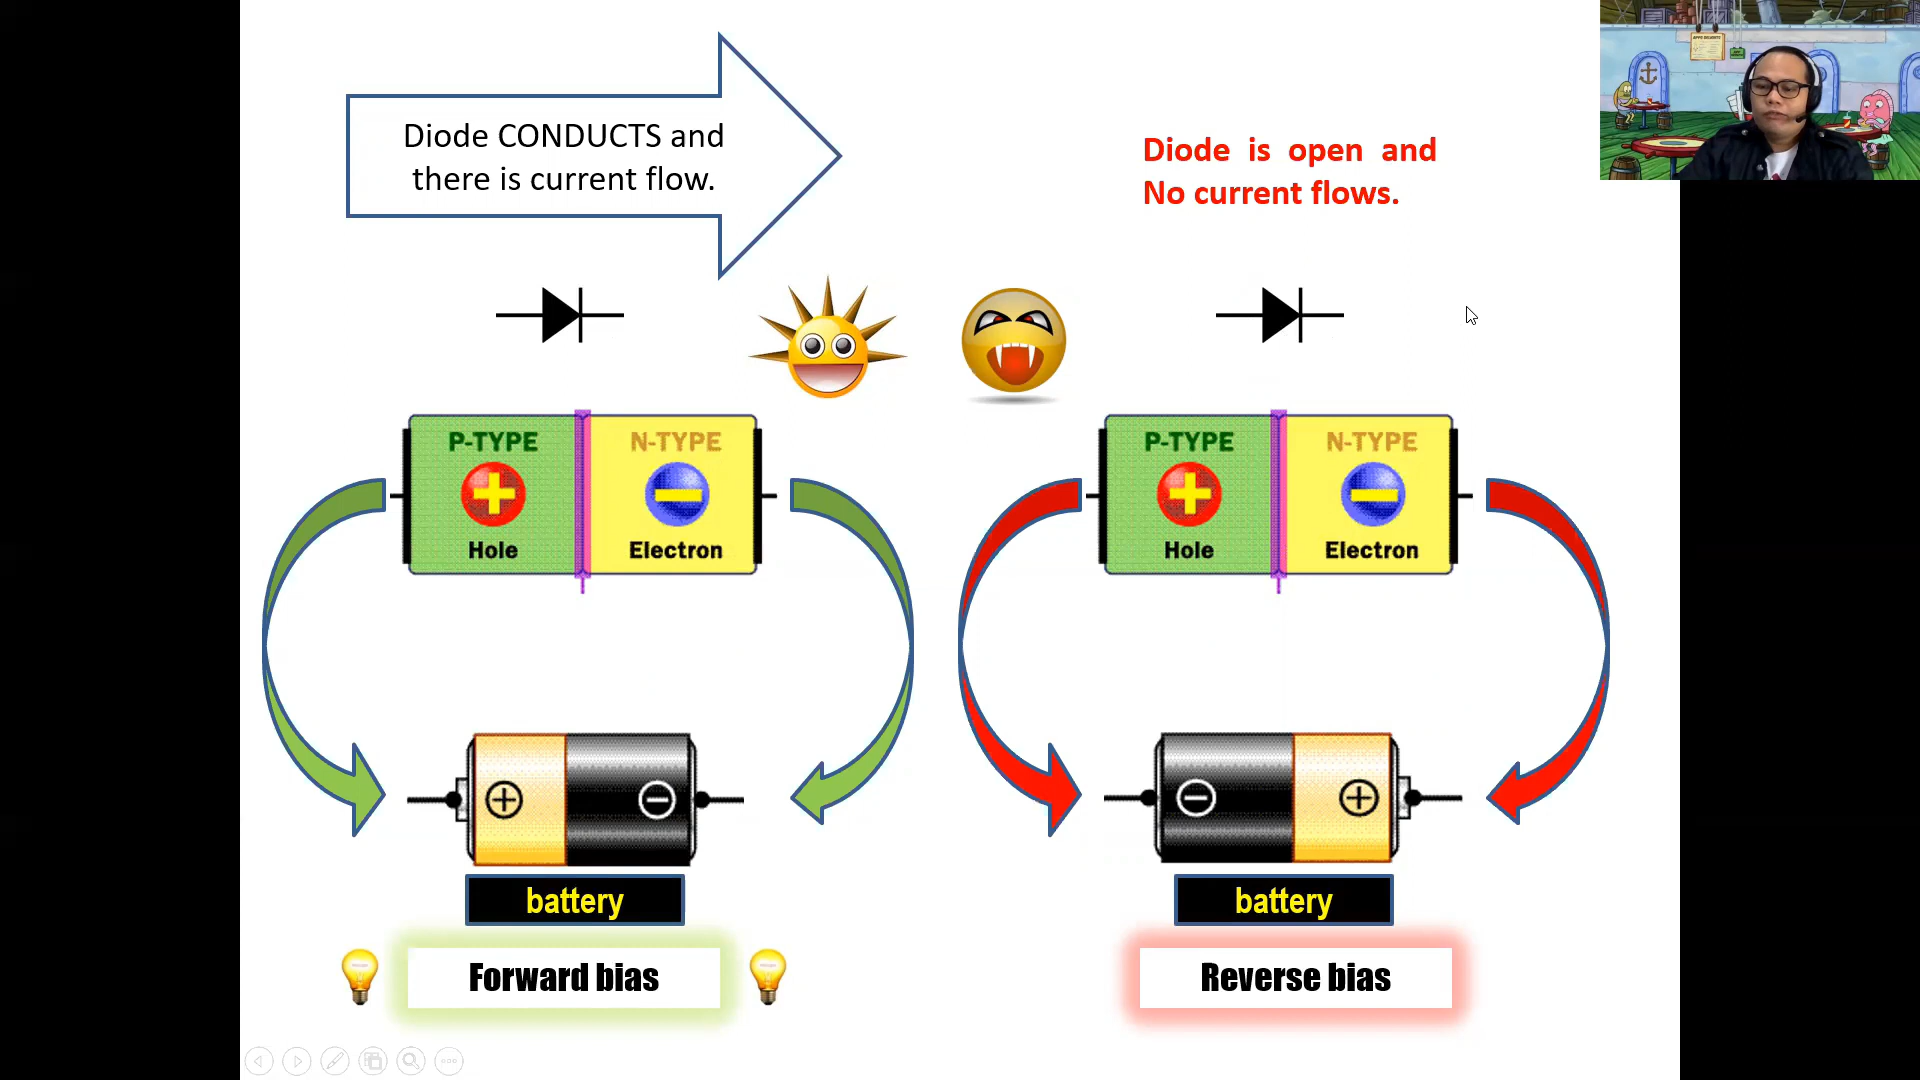 Diode CONDUCTS and
there is current flow.
Diode is open and
No current flows.
P-TYPE
N-TYPE
Hole
Electron
P-TYPE
N-TYPE
Hole
Electron
battery
battery
Forward bias
Reverse bias